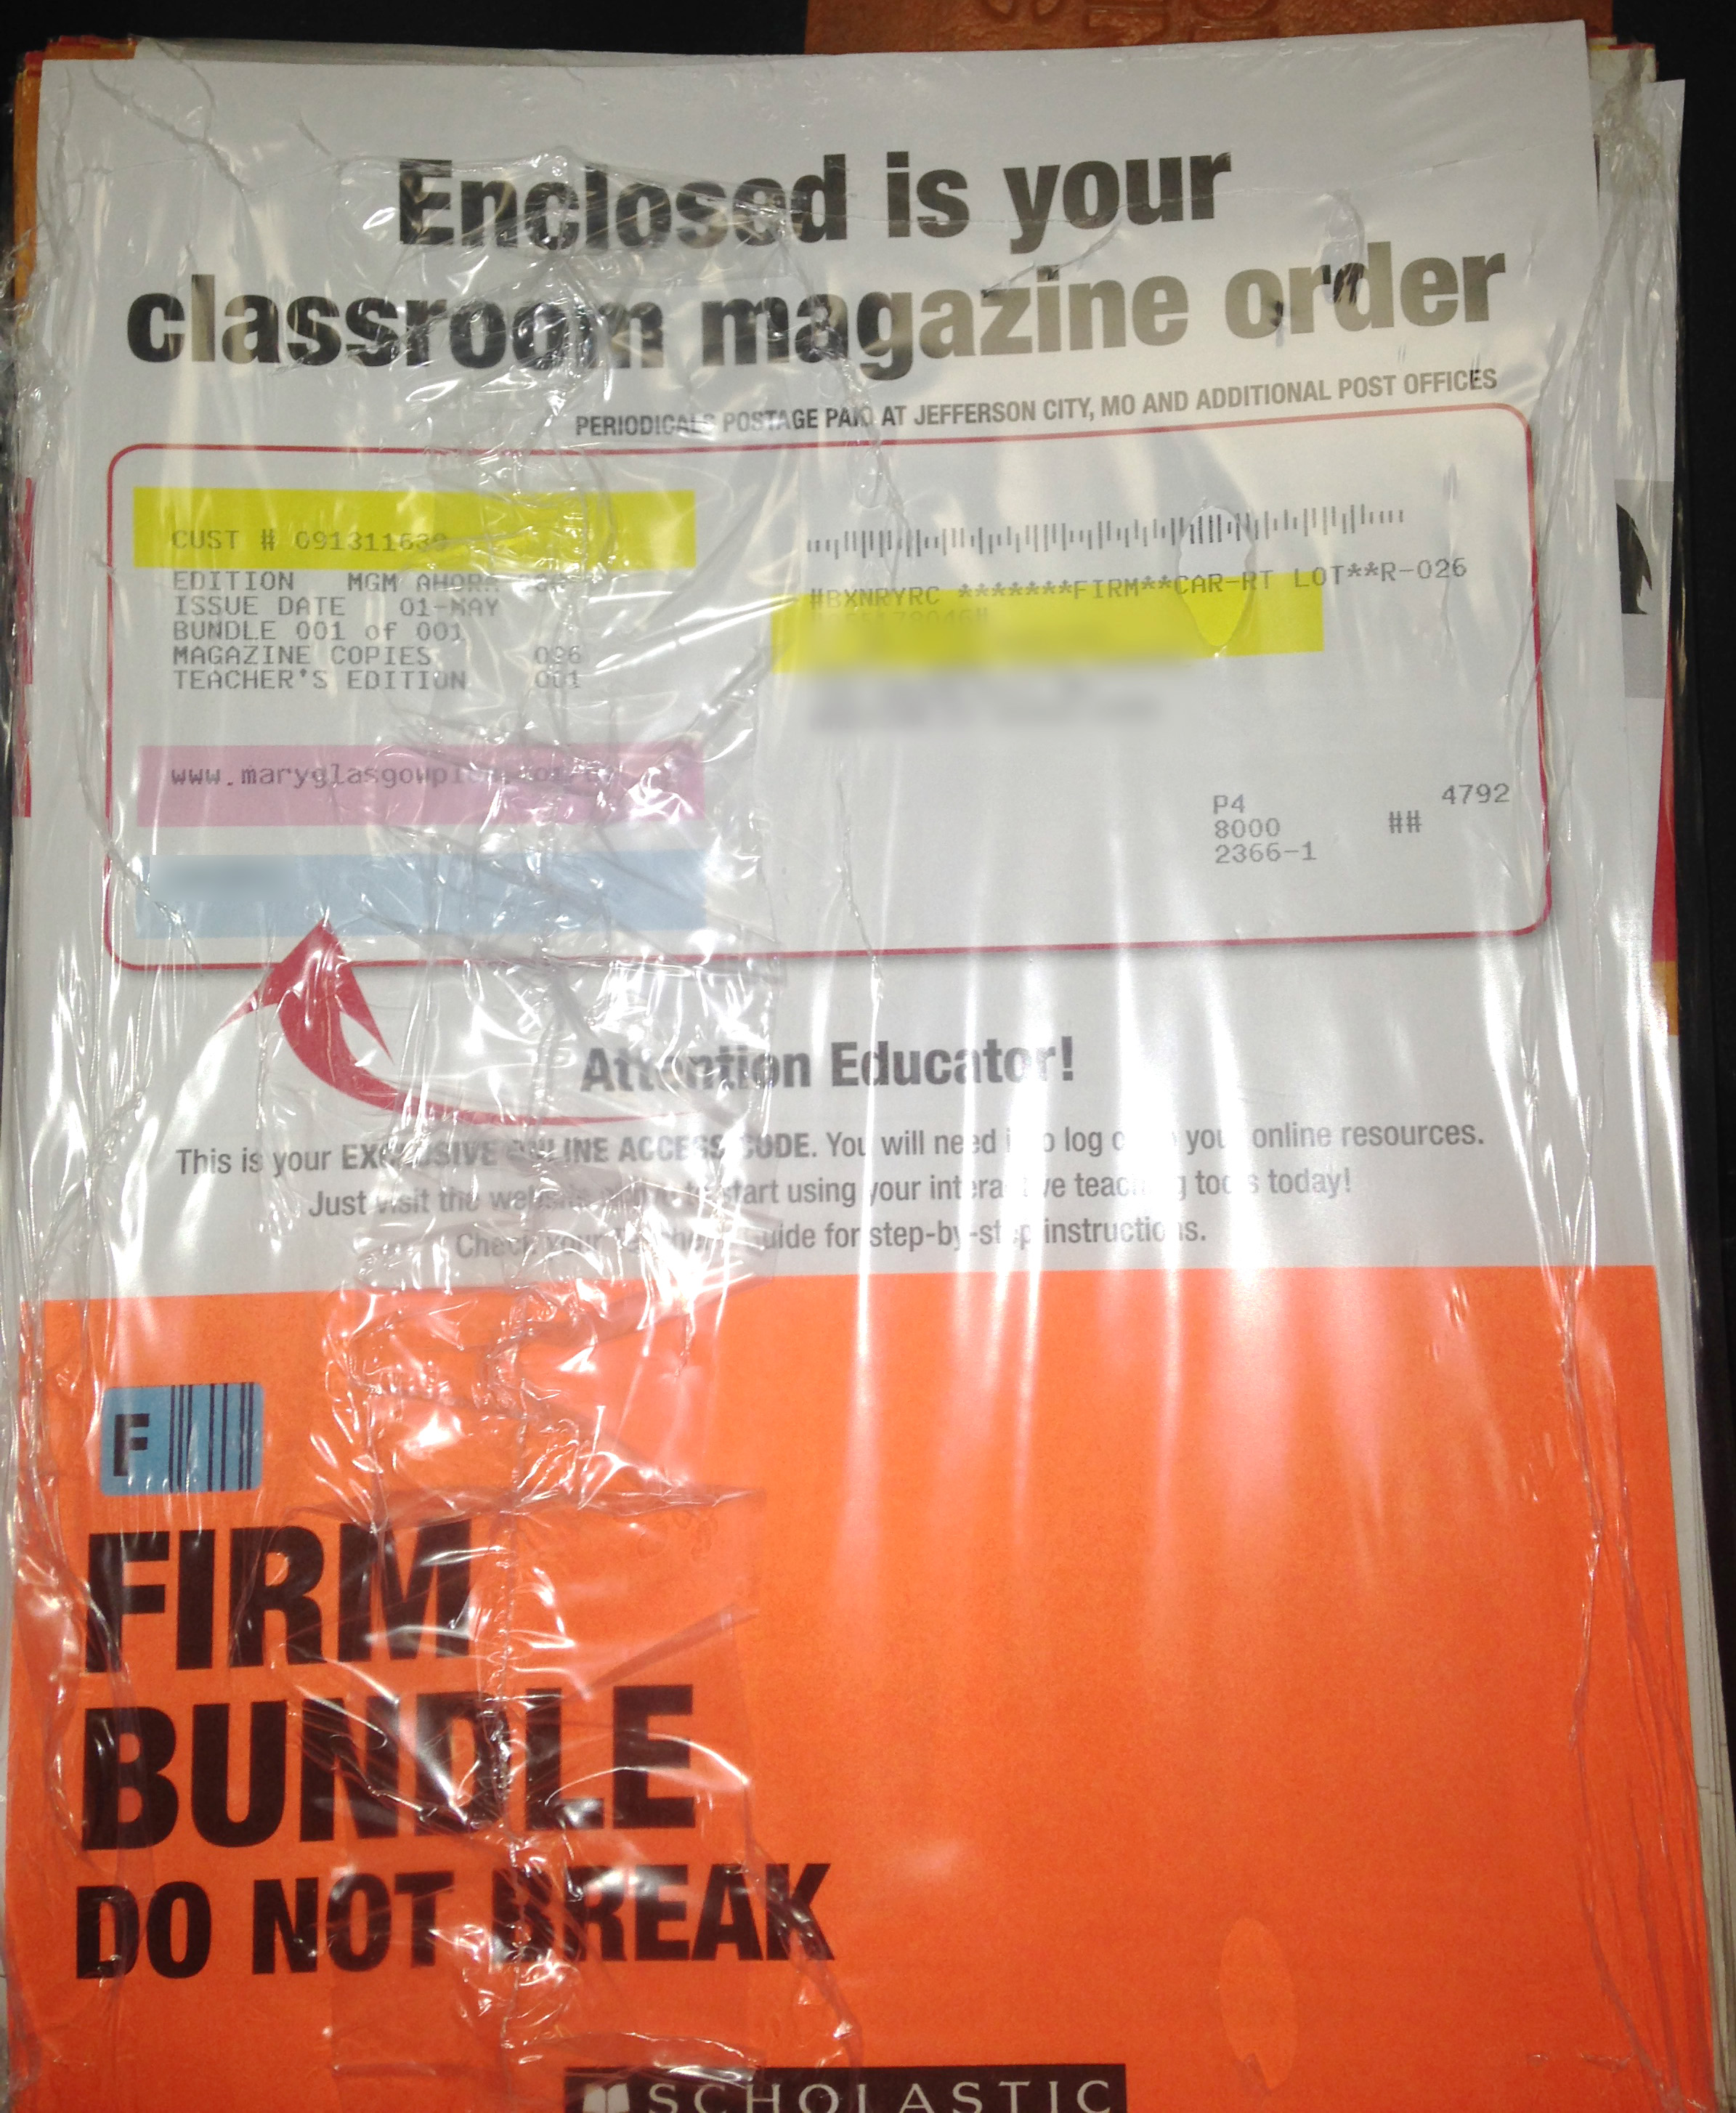 Enclosed is your
classroom magazine order
PERIODICALS POSTAGE PAID AT JEFFERSON CITY, MO AND ADDITIONAL POST OFFICES
CUST # 091311639
EDITION MGM AHORA
ISSUE DATE 01-MAY
BUNDLE 001 of 001
MAGAZINE COPIES
TEACHER'S EDITION 001
#BXNRYRC *******FIRM**CAR-RT LOT**R-026
4792
P4
8000 ##
2366-1
Attention Educator!
This is your EXCLUSIVE ONLINE ACCESS CODE. You will need it to log on to your online resources.
Just visit the website start using your interactive teaching tools today!
Check your Teacher's Guide for step-by-step instructions.
F
FIRM
BUNDLE
DO NOT BREAK
SCHOLASTIC